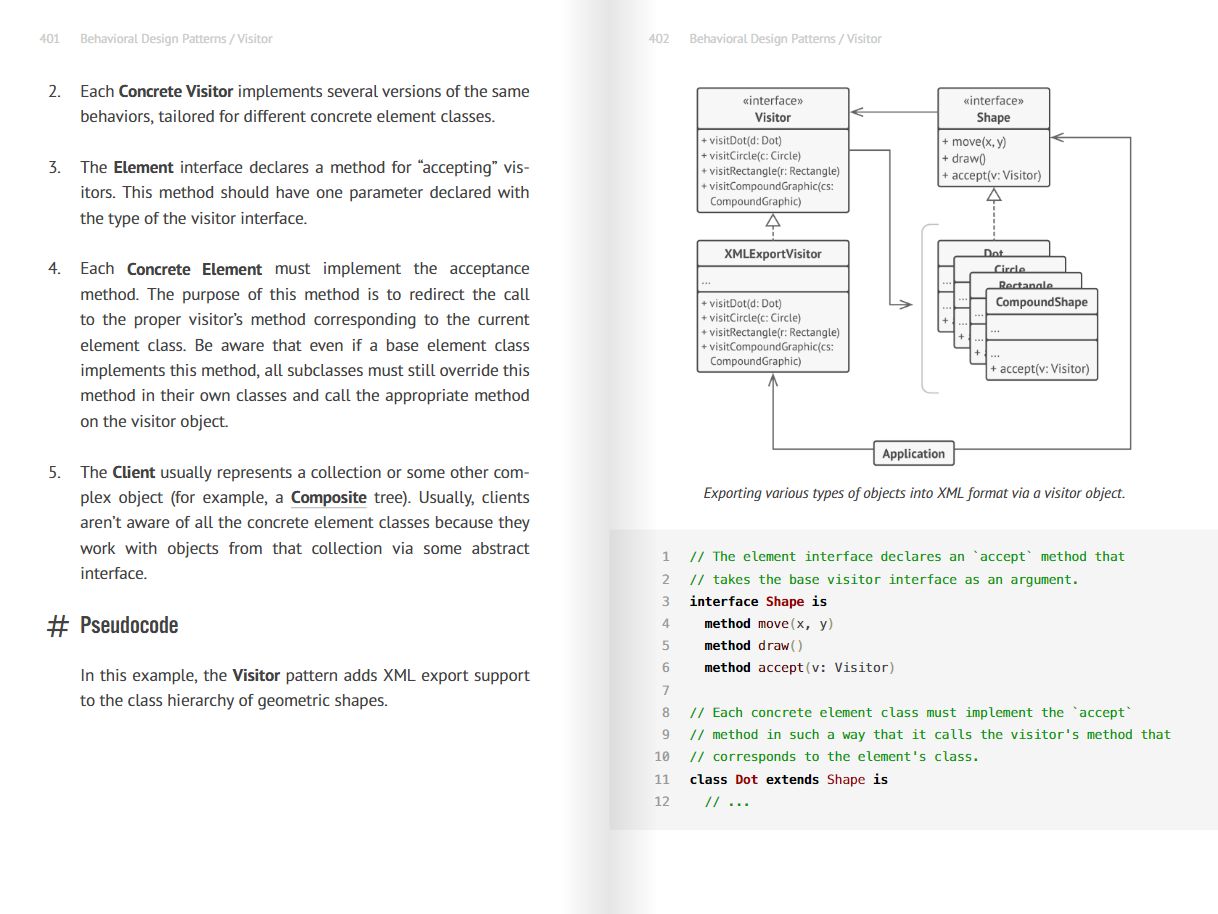 401 Behavioral Design Patterns / Visitor
2. Each Concrete Visitor implements several versions of the same
behaviors, tailored for different concrete element classes.
3. The Element interface declares a method for “accepting” vis-
itors. This method should have one parameter declared with
the type of the visitor interface.
4. Each Concrete Element must implement the acceptance
method. The purpose of this method is to redirect the call
to the proper visitor’s method corresponding to the current
element class. Be aware that even if a base element class
implements this method, all subclasses must still override this
method in their own classes and call the appropriate method
on the visitor object.
5. The Client usually represents a collection or some other com-
plex object (for example, a Composite tree). Usually, clients
aren’t aware of all the concrete element classes because they
work with objects from that collection via some abstract
interface.
# Pseudocode
In this example, the Visitor pattern adds XML export support
to the class hierarchy of geometric shapes.
402 Behavioral Design Patterns / Visitor
«interface»
Visitor
+ visitDot(d: Dot)
+ visitCircle(c: Circle)
+ visitRectangle(r: Rectangle)
+ visitCompoundGraphic(cs:
CompoundGraphic)
«interface»
Shape
+ move(x, y)
+ draw()
+ accept(v: Visitor)
XMLExportVisitor
...
+ visitDot(d: Dot)
+ visitCircle(c: Circle)
+ visitRectangle(r: Rectangle)
+ visitCompoundGraphic(cs:
CompoundGraphic)
Dot
...
+
Circle
...
+
Rectangle
...
+
CompoundShape
...
...
+ accept(v: Visitor)
Application
Exporting various types of objects into XML format via a visitor object.
1 // The element interface declares an `accept` method that
2 // takes the base visitor interface as an argument.
3 interface Shape is
4 method move(x, y)
5 method draw()
6 method accept(v: Visitor)
7
8 // Each concrete element class must implement the `accept`
9 // method in such a way that it calls the visitor's method that
10 // corresponds to the element's class.
11 class Dot extends Shape is
12 // ...